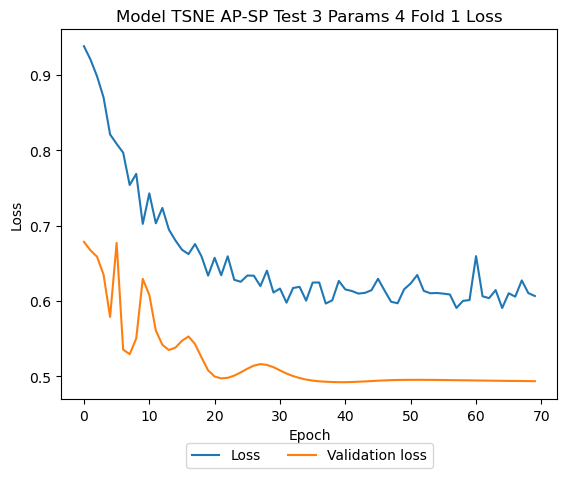 Model TSNE AP-SP Test 3 Params 4 Fold 1 Loss
0.9
0.8
0.7
0.6
0.5
Loss
0 10 20 30 40 50 60 70
Epoch
Loss Validation loss